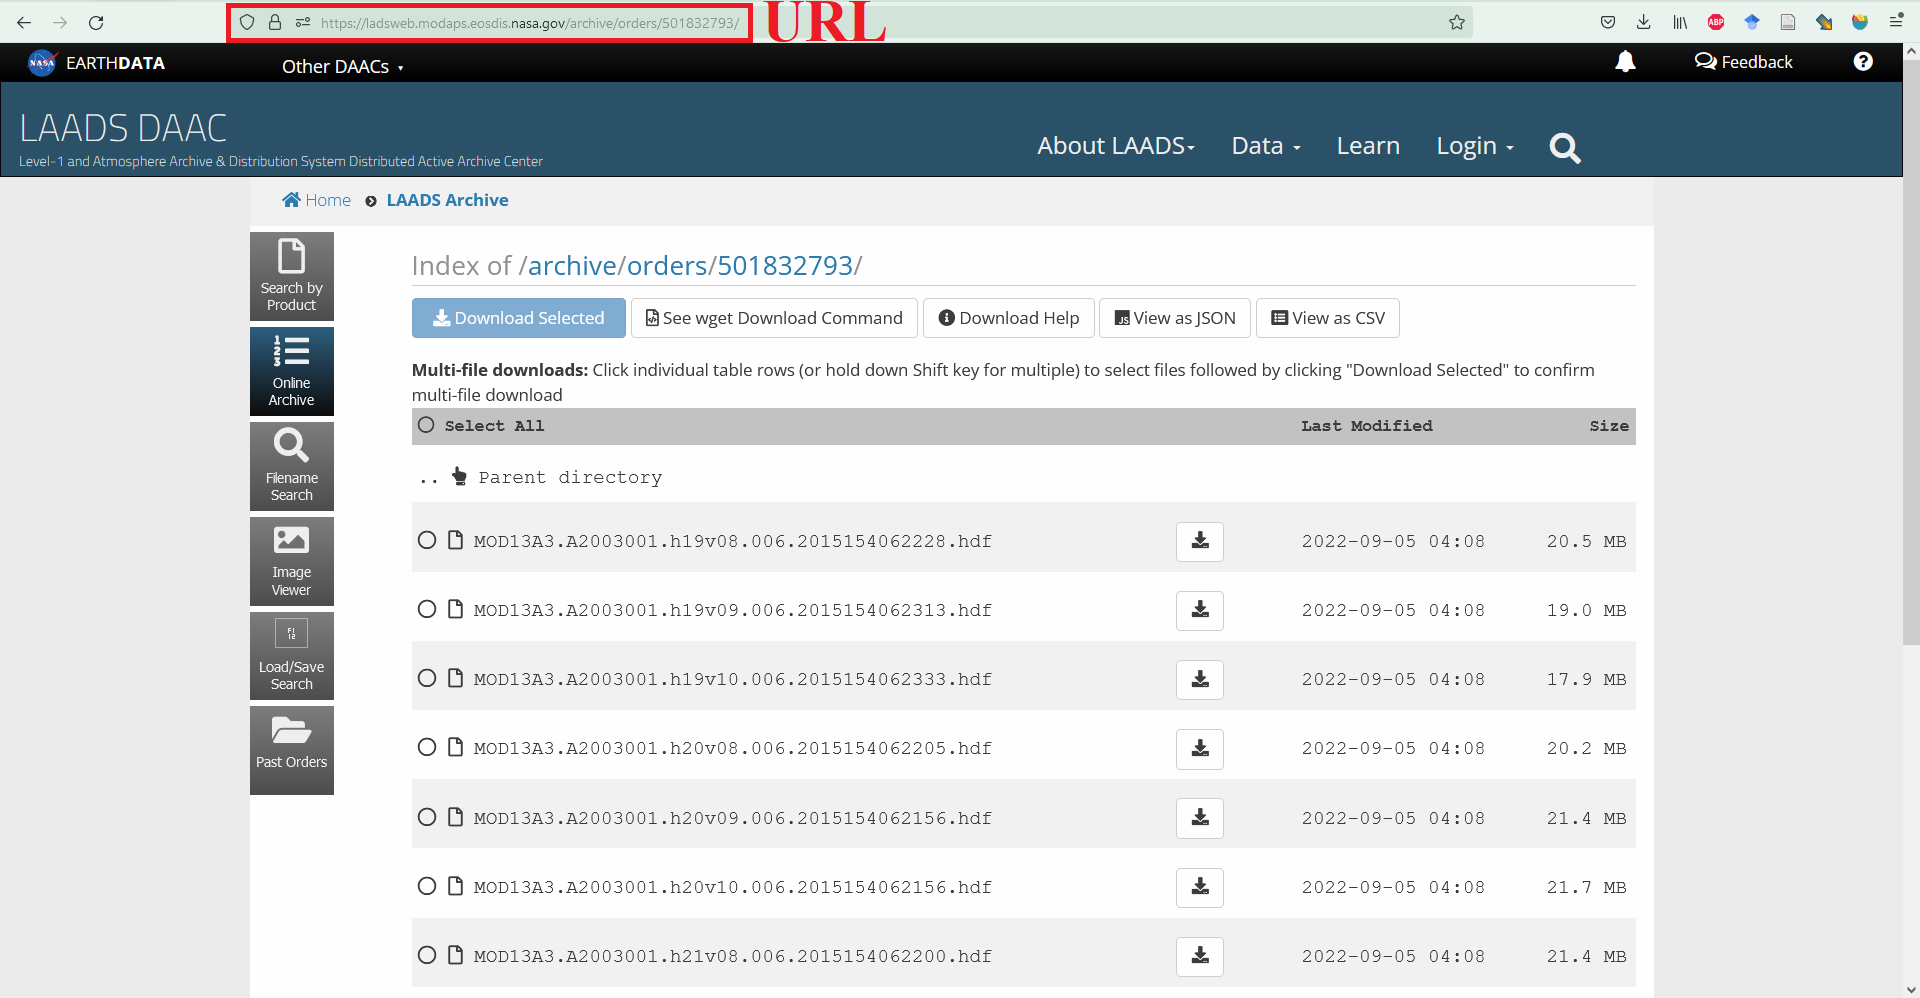 https://ladsweb.modaps.eosdis.nasa.gov/archive/orders/501832793/ URL
ABP
NASA EARTHDATA Other DAACs Feedback
LAADS DAAC
Level-1 and Atmosphere Archive & Distribution System Distributed Active Archive Center
About LAADS Data Learn Login
Home LAADS Archive
Search by
Product
Online
Archive
Filename
Search
Image
Viewer
Load/Save
Search
Past Orders
Index of /archive/orders/501832793/
Download Selected See wget Download Command Download Help View as JSON View as CSV
Multi-file downloads: Click individual table rows (or hold down Shift key for multiple) to select files followed by clicking "Download Selected" to confirm
multi-file download
Select All Last Modified Size
.. Parent directory
MOD13A3.A2003001.h19v08.006.2015154062228.hdf 2022-09-05 04:08 20.5 MB
MOD13A3.A2003001.h19v09.006.2015154062313.hdf 2022-09-05 04:08 19.0 MB
MOD13A3.A2003001.h19v10.006.2015154062333.hdf 2022-09-05 04:08 17.9 MB
MOD13A3.A2003001.h20v08.006.2015154062205.hdf 2022-09-05 04:08 20.2 MB
MOD13A3.A2003001.h20v09.006.2015154062156.hdf 2022-09-05 04:08 21.4 MB
MOD13A3.A2003001.h20v10.006.2015154062156.hdf 2022-09-05 04:08 21.7 MB
MOD13A3.A2003001.h21v08.006.2015154062200.hdf 2022-09-05 04:08 21.4 MB